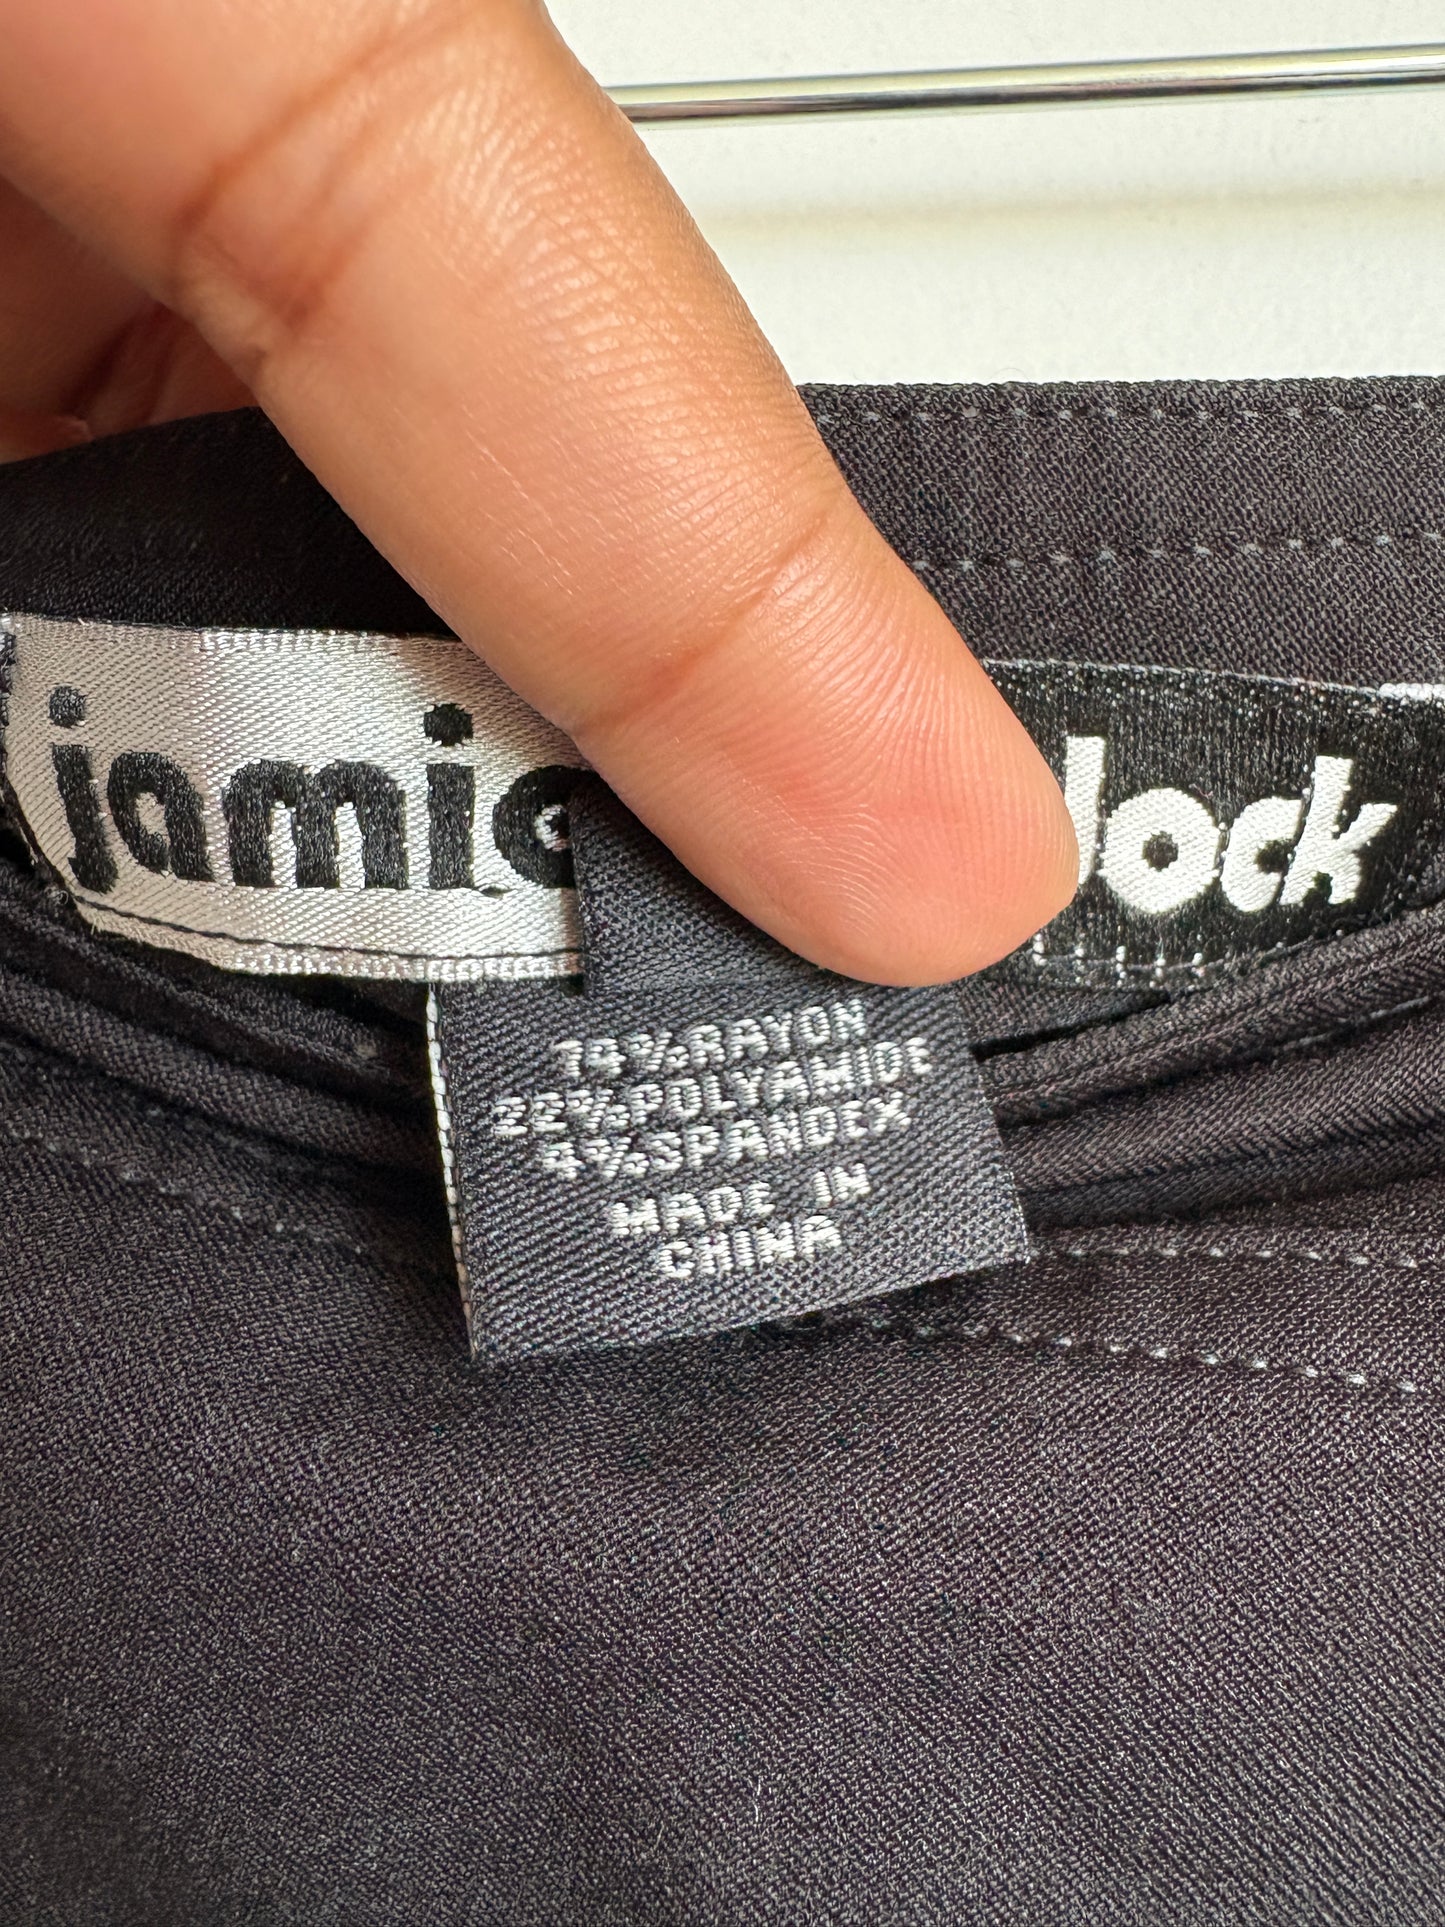 jamie
lock
74%RAYON
22%POLYAMIDE
4%SPANDEX
MADE IN
CHINA